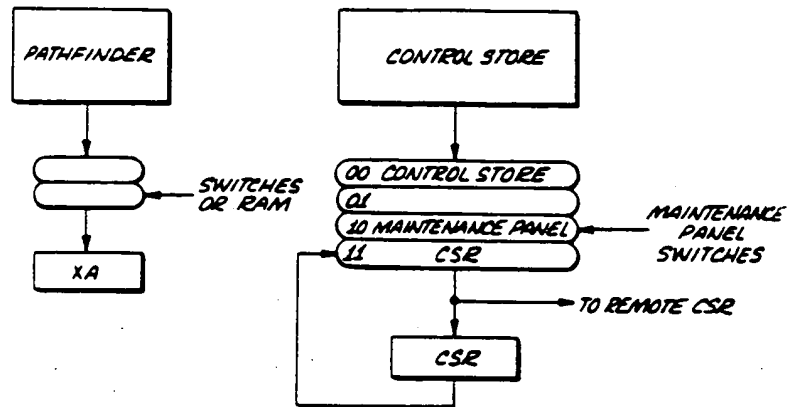 PATHFINDER
SWITCHES
OR RAM
XA
CONTROL STORE
00 CONTROL STORE
01
10 MAINTENANCE PANEL
11 CSR
MAINTENANCE
PANEL
SWITCHES
TO REMOTE CSR
CSR